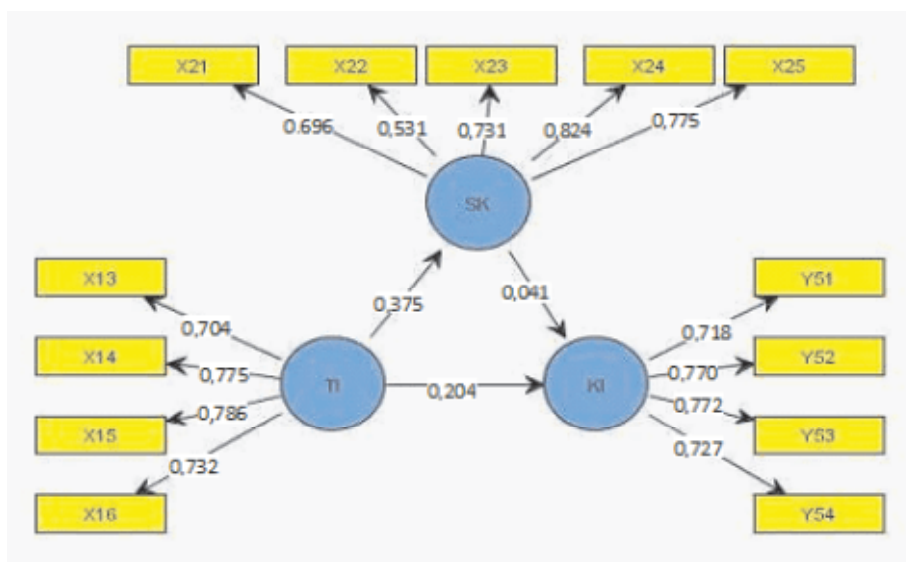 X21 X22 X23 X24 X25
0.696 0,531 0,731 0,824 0,775
SK
X13 0,375 0,041 Y51
0,704 0,718
X14 0,775 TI 0,204 KI 0,770 Y52
0,786 0,772
X15 Y53
0,732 0,727
X16 Y54